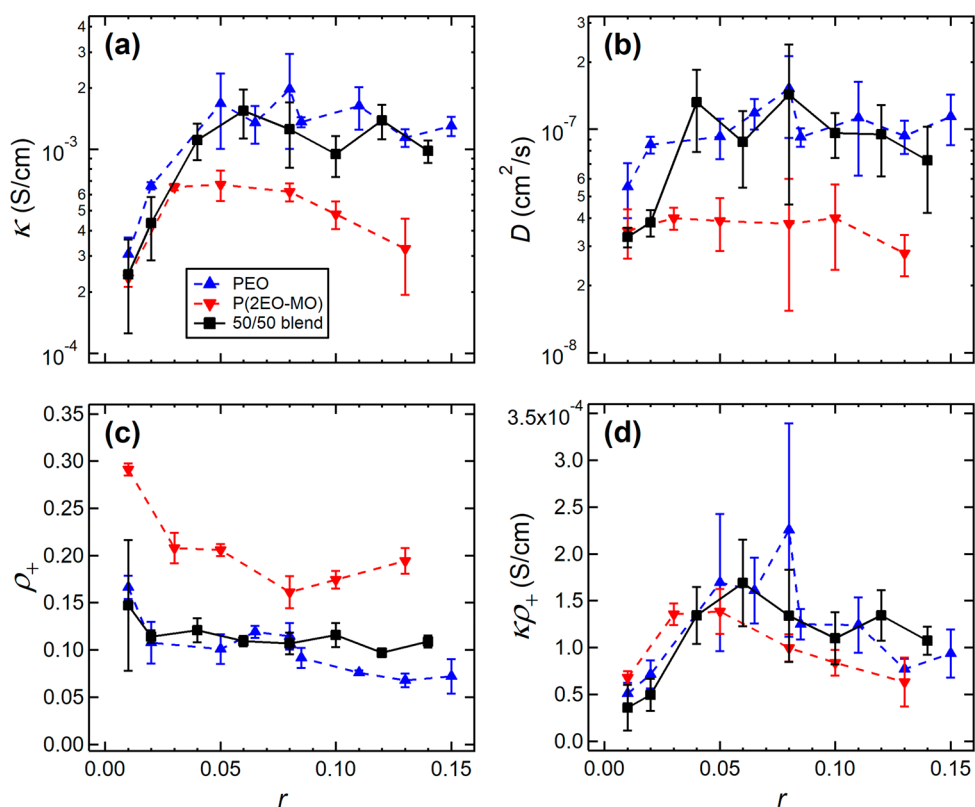 (a)
10⁻³
10⁻⁴
4
3
2
8
6
5
4
3
2
κ (S/cm)
PEO
P(2EO-MO)
50/50 blend
(b)
10⁻⁷
10⁻⁸
3
2
8
7
6
5
4
3
2
D (cm²/s)
(c)
0.35
0.30
0.25
0.20
0.15
0.10
0.05
0.00
ρ₊
0.00 0.05 0.10 0.15
r
(d)
3.5x10⁻⁴
3.0
2.5
2.0
1.5
1.0
0.5
0.0
κρ₊ (S/cm)
0.00 0.05 0.10 0.15
r